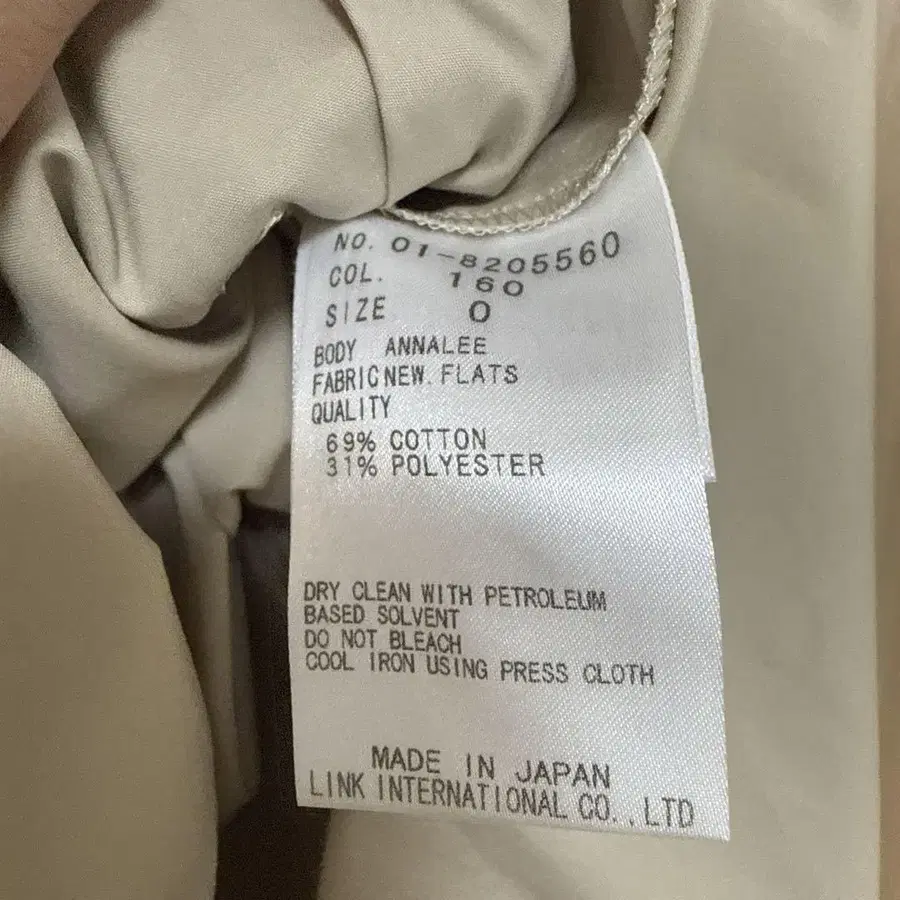 NO. 01-8205560
COL. 160
SIZE 0
BODY ANNALEE
FABRIC NEW. FLATS
QUALITY
69% COTTON
31% POLYESTER
DRY CLEAN WITH PETROLEUM
BASED SOLVENT
DO NOT BLEACH
COOL IRON USING PRESS CLOTH
MADE IN JAPAN
LINK INTERNATIONAL CO.,LTD